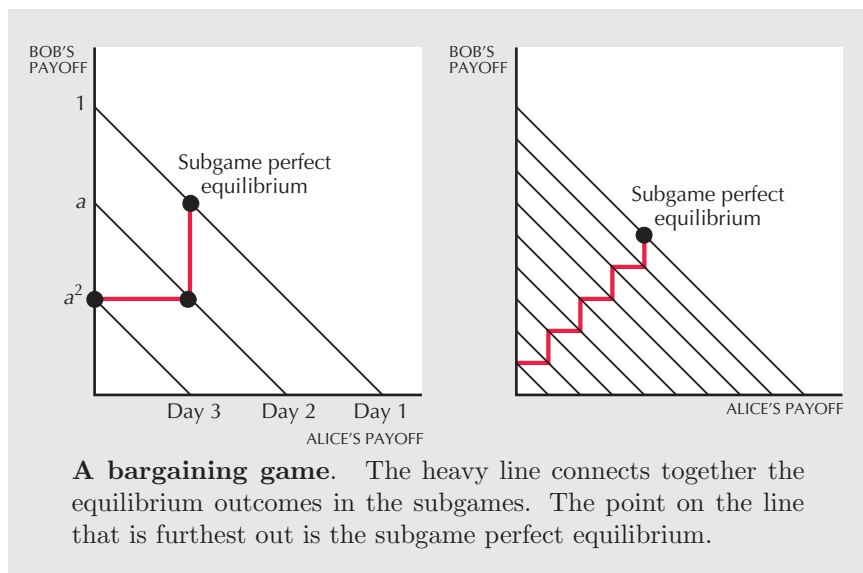 BOB'S
PAYOFF
1
Subgame perfect
equilibrium
a
a²
Day 3 Day 2 Day 1
ALICE'S PAYOFF
BOB'S
PAYOFF
Subgame perfect
equilibrium
ALICE'S PAYOFF
A bargaining game. The heavy line connects together the
equilibrium outcomes in the subgames. The point on the line
that is furthest out is the subgame perfect equilibrium.